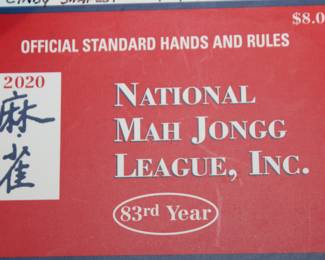 $8.0
OFFICIAL STANDARD HANDS AND RULES
2020
麻
雀
NATIONAL
MAH JONGG
LEAGUE, INC.
83rd Year